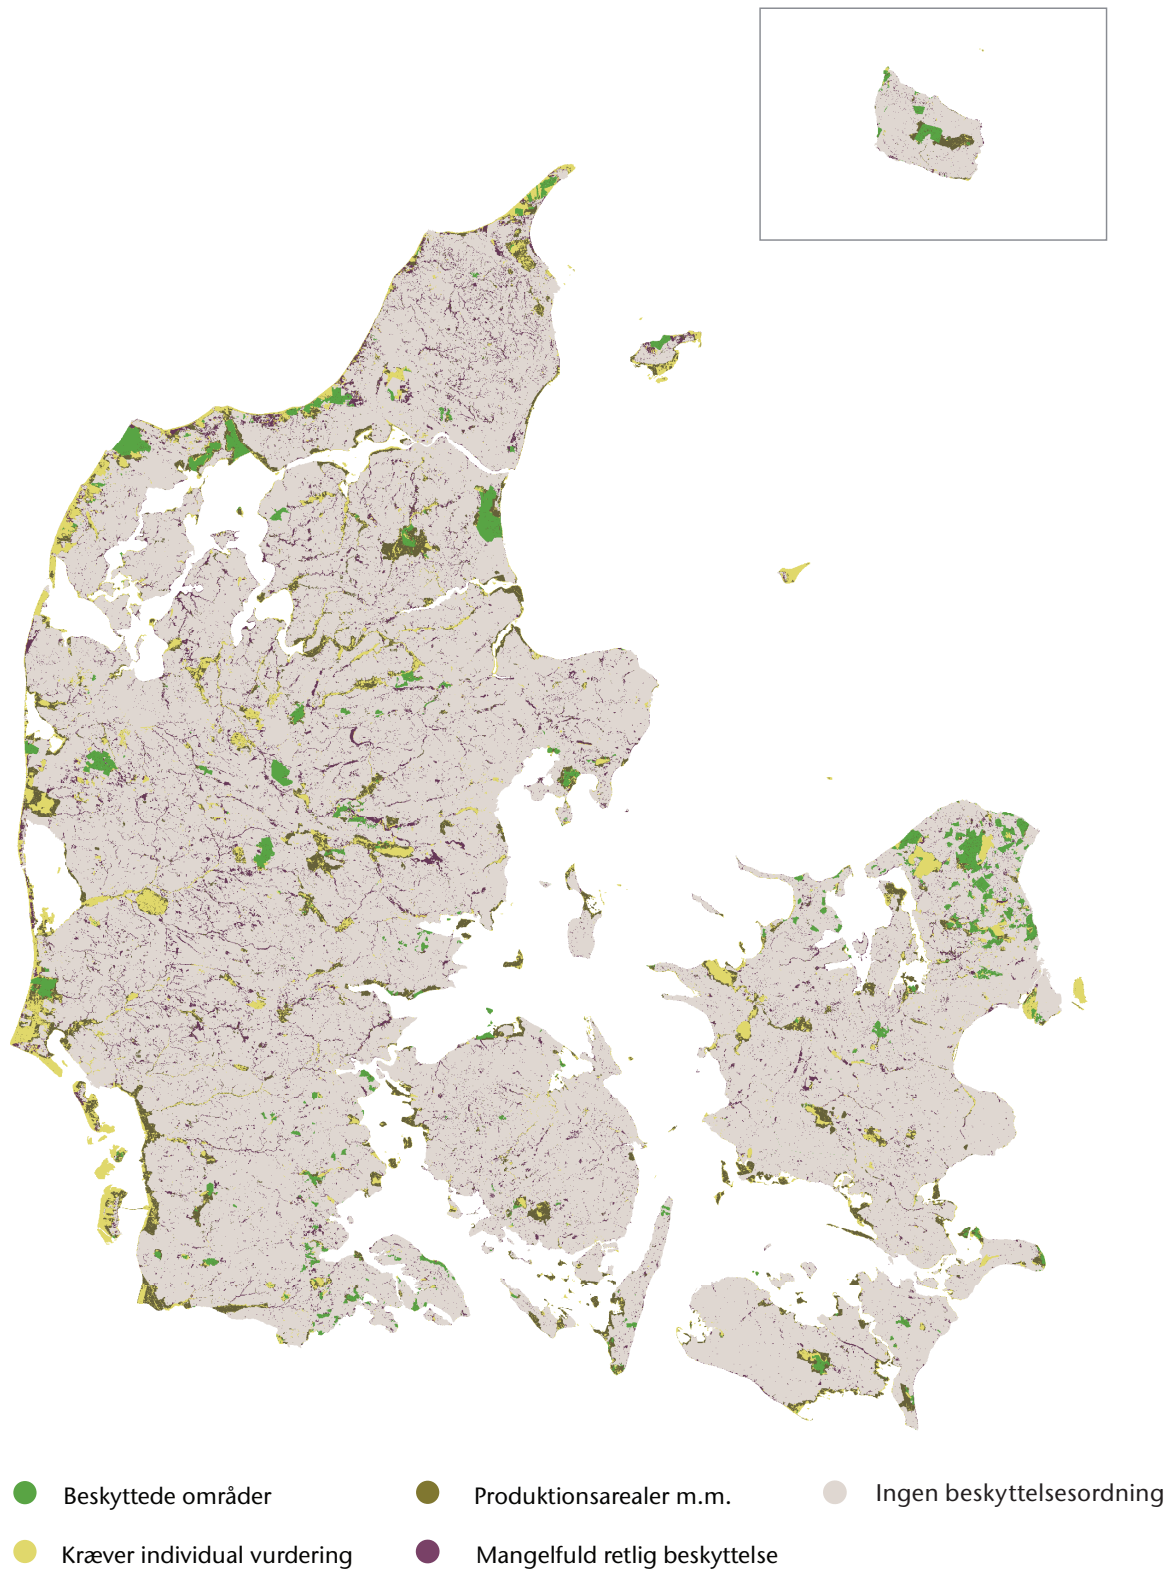 Beskyttede områder
Produktionsarealer m.m.
Ingen beskyttelsesordning
Kræver individual vurdering
Mangelfuld retlig beskyttelse